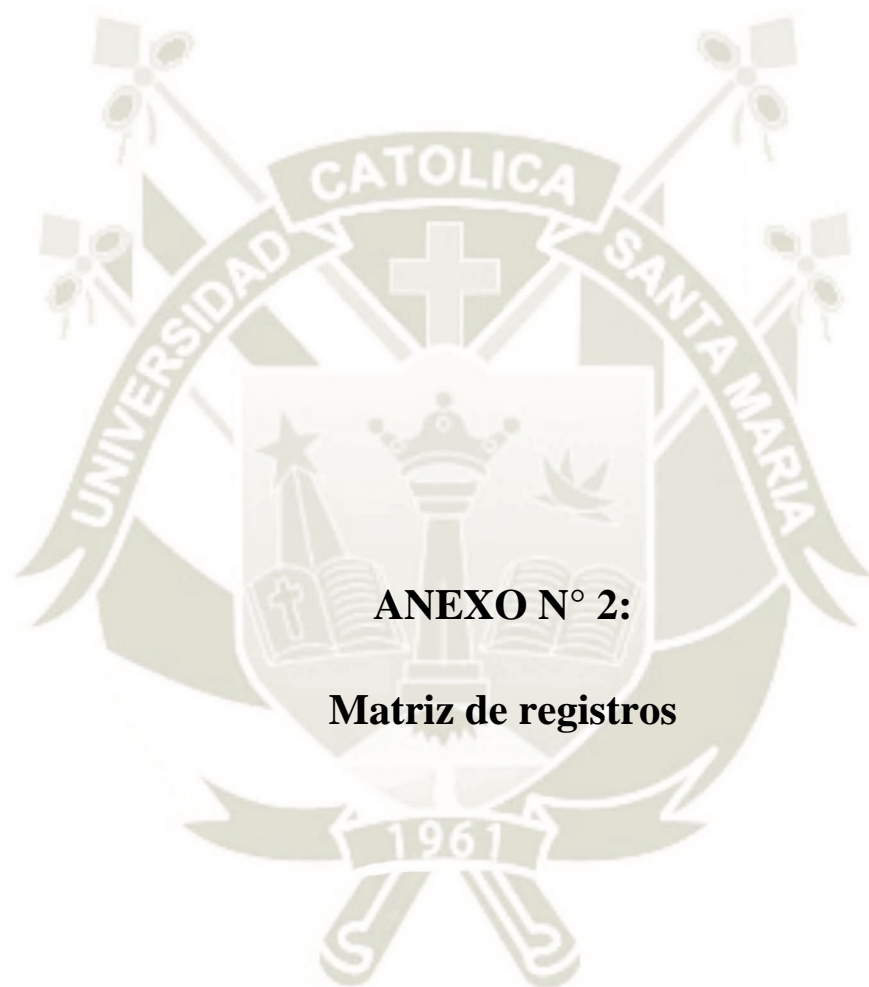 CATOLICA
UNIVERSIDAD
SANTA MARIA
ANEXO N° 2:
Matriz de registros
1961